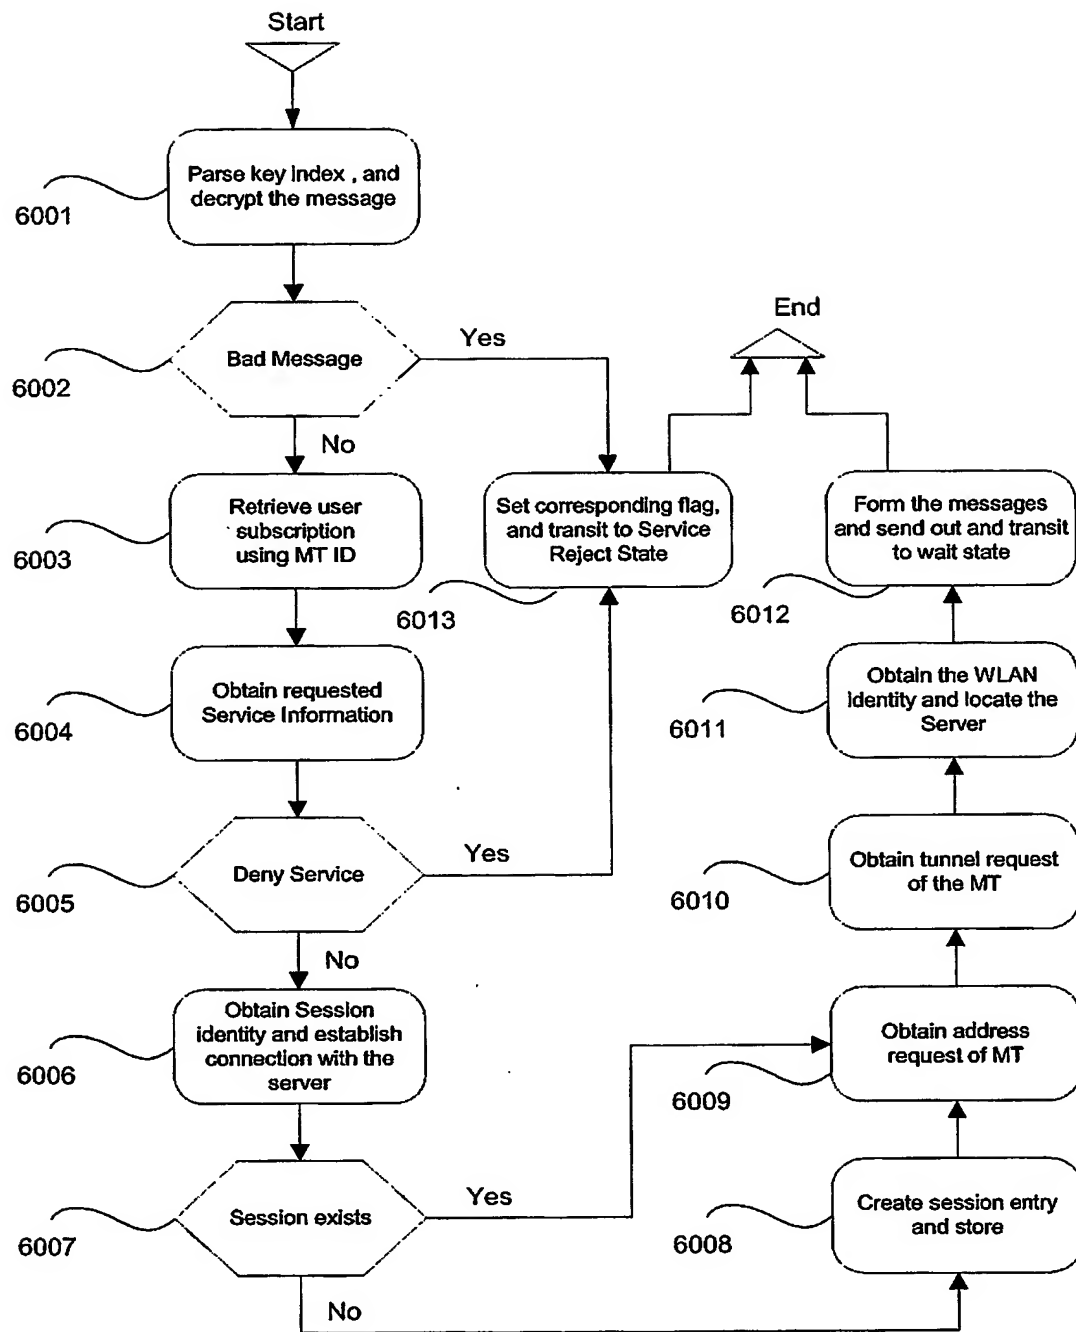 Start
Parse key index , and
decrypt the message
6001
Bad Message
Yes
6002
No
Retrieve user
subscription
using MT ID
6003
Obtain requested
Service Information
6004
Deny Service
Yes
6005
No
Obtain Session
identity and establish
connection with the
server
6006
Session exists
Yes
6007
No
End
Set corresponding flag,
and transit to Service
Reject State
6013
Form the messages
and send out and transit
to wait state
6012
Obtain the WLAN
identity and locate the
Server
6011
Obtain tunnel request
of the MT
6010
Obtain address
request of MT
6009
Create session entry
and store
6008